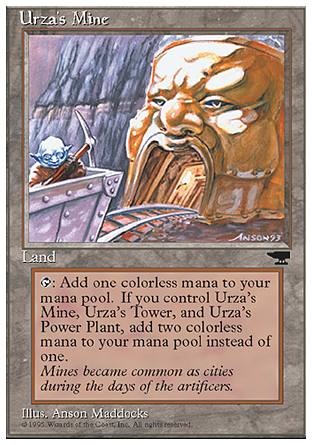 Urza's Mine
ANSON93
Land
: Add one colorless mana to your
mana pool. If you control Urza's
Mine, Urza's Tower, and Urza's
Power Plant, add two colorless
mana to your mana pool instead of
one.
Mines became common as cities
during the days of the artificers.
Illus. Anson Maddocks
© 1995 Wizards of the Coast, Inc. All rights reserved.